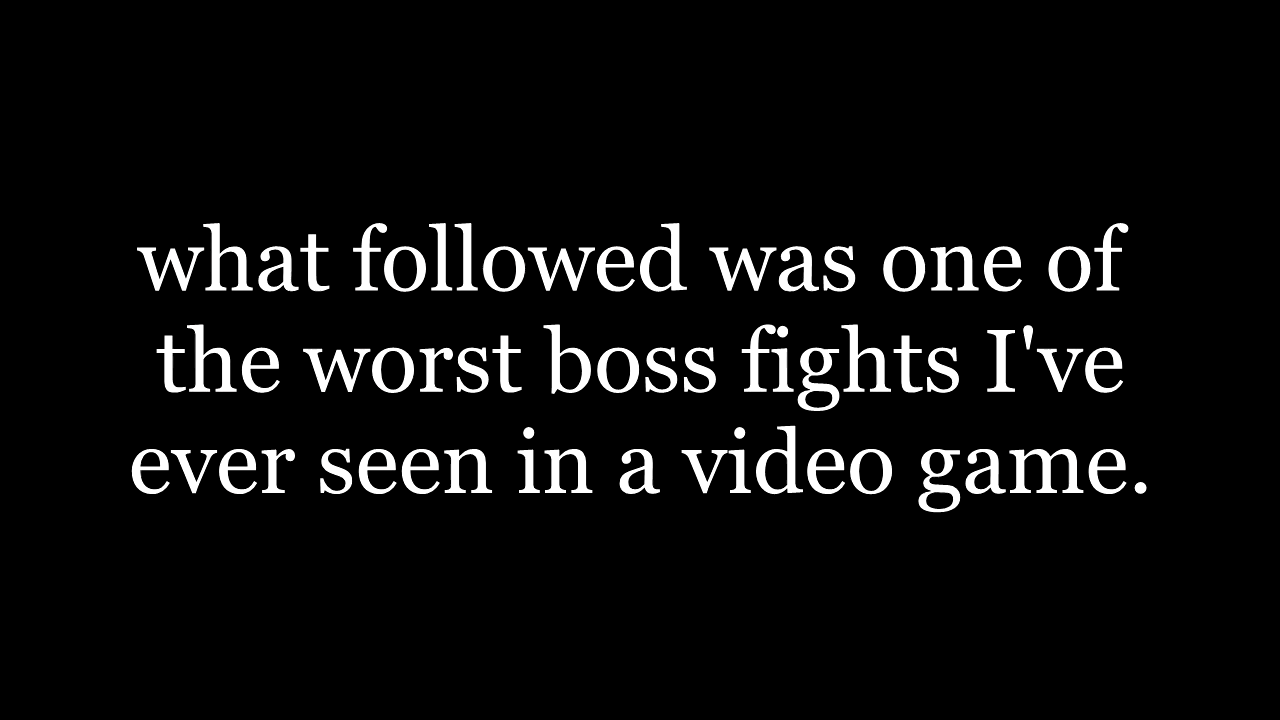 what followed was one of
the worst boss fights I've
ever seen in a video game.